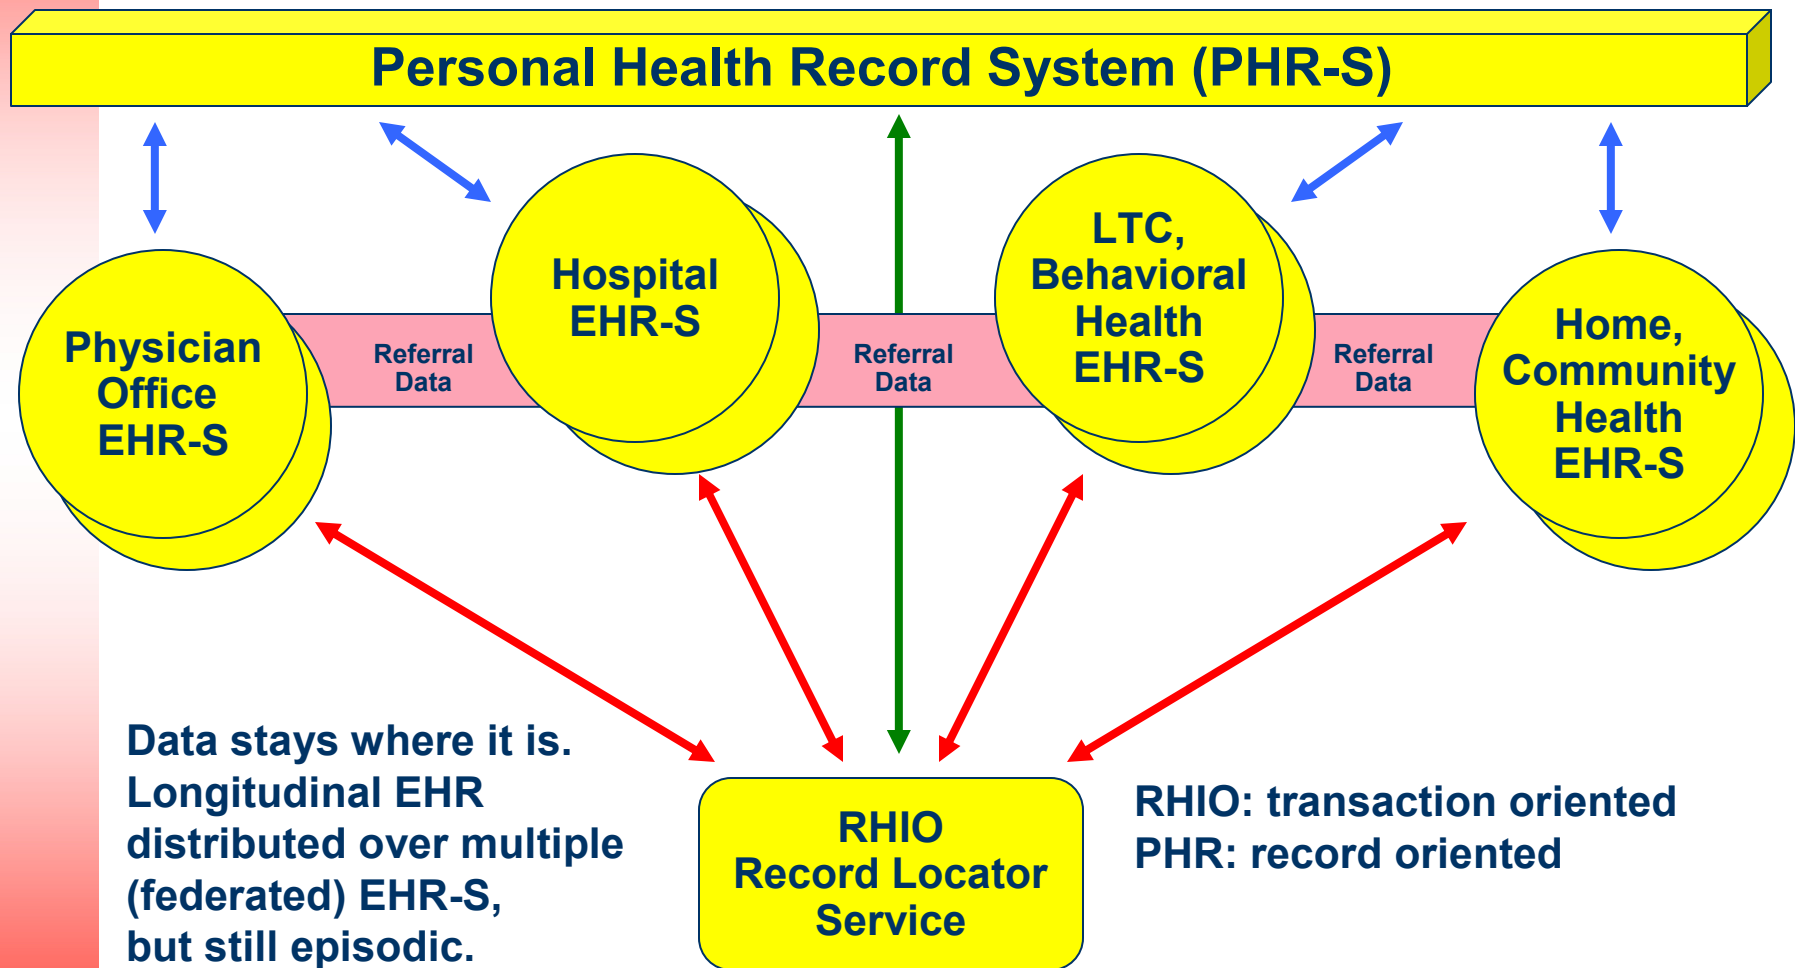 Personal Health Record System (PHR-S)
Physician
Office
EHR-S
Referral
Data
Hospital
EHR-S
Referral
Data
LTC,
Behavioral
Health
EHR-S
Referral
Data
Home,
Community
Health
EHR-S
Data stays where it is.
Longitudinal EHR
distributed over multiple
(federated) EHR-S,
but still episodic.
RHIO
Record Locator
Service
RHIO: transaction oriented
PHR: record oriented